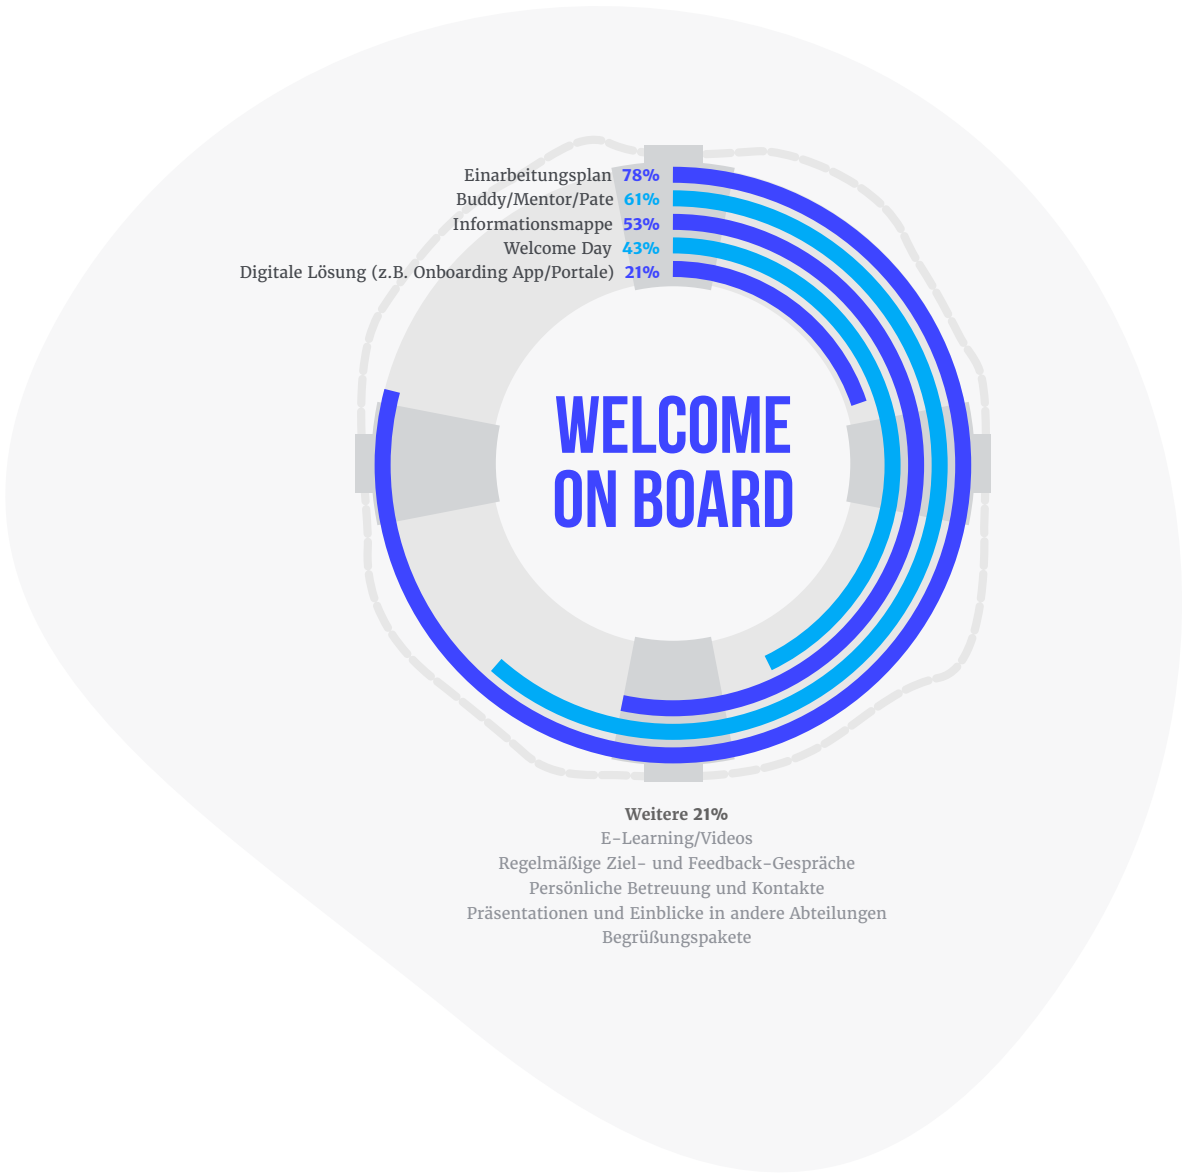 Einarbeitungsplan 78%
Buddy/Mentor/Pate 61%
Informationsmappe 53%
Welcome Day 43%
Digitale Lösung (z.B. Onboarding App/Portale) 21%
WELCOME
ON BOARD
Weitere 21%
E-Learning/Videos
Regelmäßige Ziel- und Feedback-Gespräche
Persönliche Betreuung und Kontakte
Präsentationen und Einblicke in andere Abteilungen
Begrüßungspakete